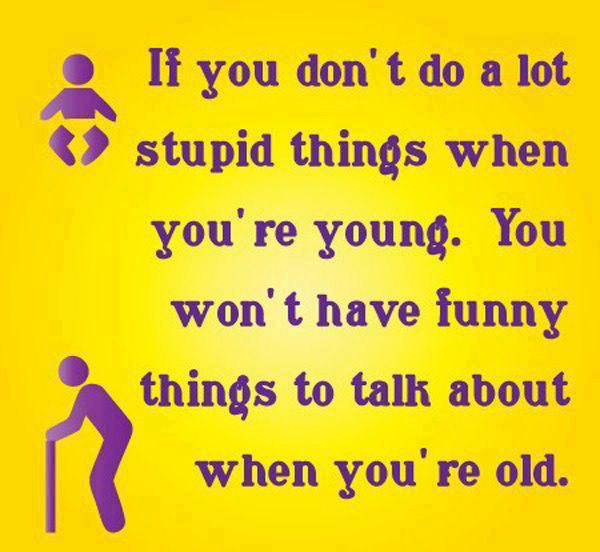 If you don't do a lot
stupid things when
you're young. You
won't have funny
things to talk about
when you're old.